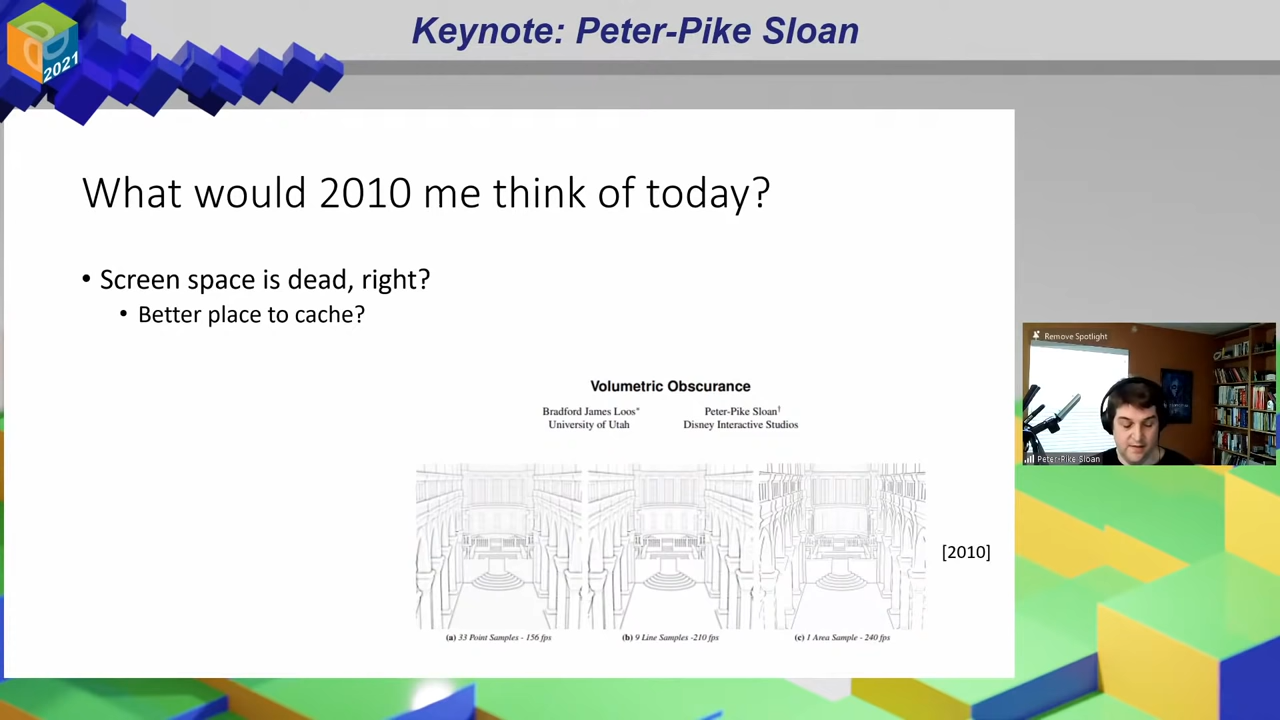 Keynote: Peter-Pike Sloan
2021
What would 2010 me think of today?
• Screen space is dead, right?
• Better place to cache?
Volumetric Obscurance
Bradford James Loos* Peter-Pike Sloan†
University of Utah Disney Interactive Studios
[2010]
(a) 33 Point Samples - 156 fps (b) 9 Line Samples -210 fps (c) 1 Area Sample - 240 fps
Remove Spotlight
Peter-Pike Sloan